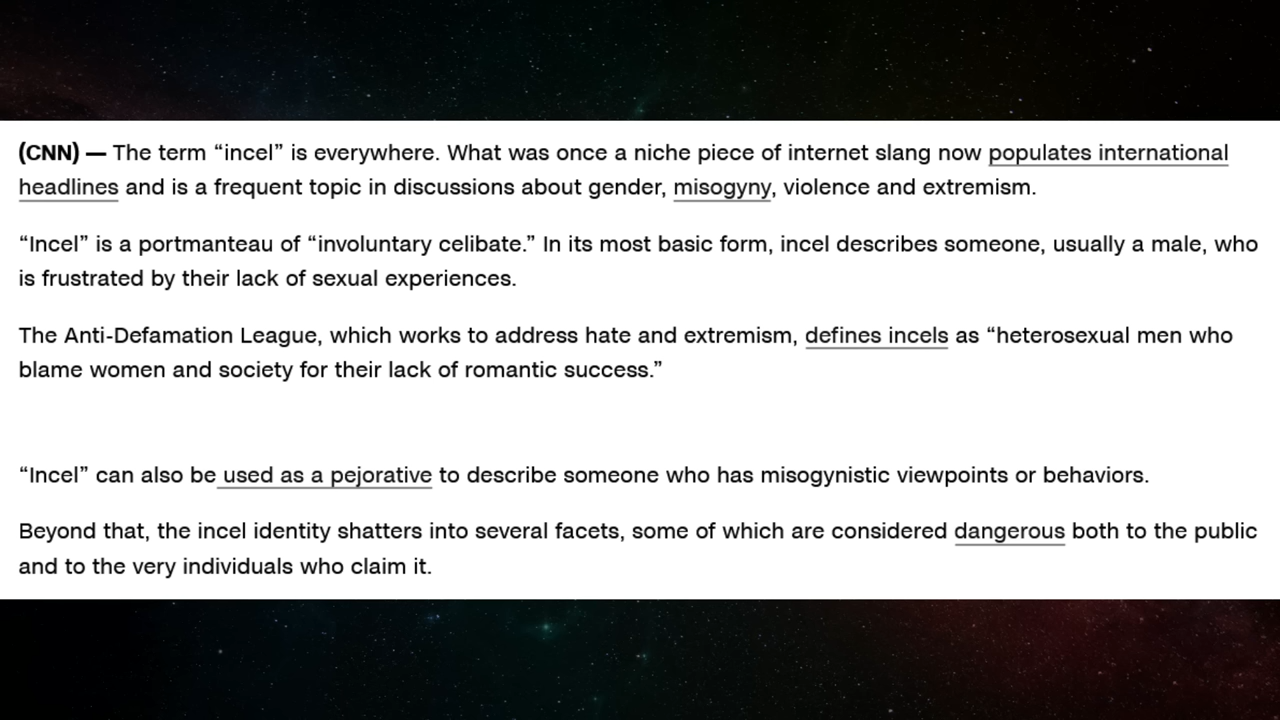 (CNN) — The term “incel” is everywhere. What was once a niche piece of internet slang now populates international
headlines and is a frequent topic in discussions about gender, misogyny, violence and extremism.
“Incel” is a portmanteau of “involuntary celibate.” In its most basic form, incel describes someone, usually a male, who
is frustrated by their lack of sexual experiences.
The Anti-Defamation League, which works to address hate and extremism, defines incels as “heterosexual men who
blame women and society for their lack of romantic success.”
“Incel” can also be used as a pejorative to describe someone who has misogynistic viewpoints or behaviors.
Beyond that, the incel identity shatters into several facets, some of which are considered dangerous both to the public
and to the very individuals who claim it.